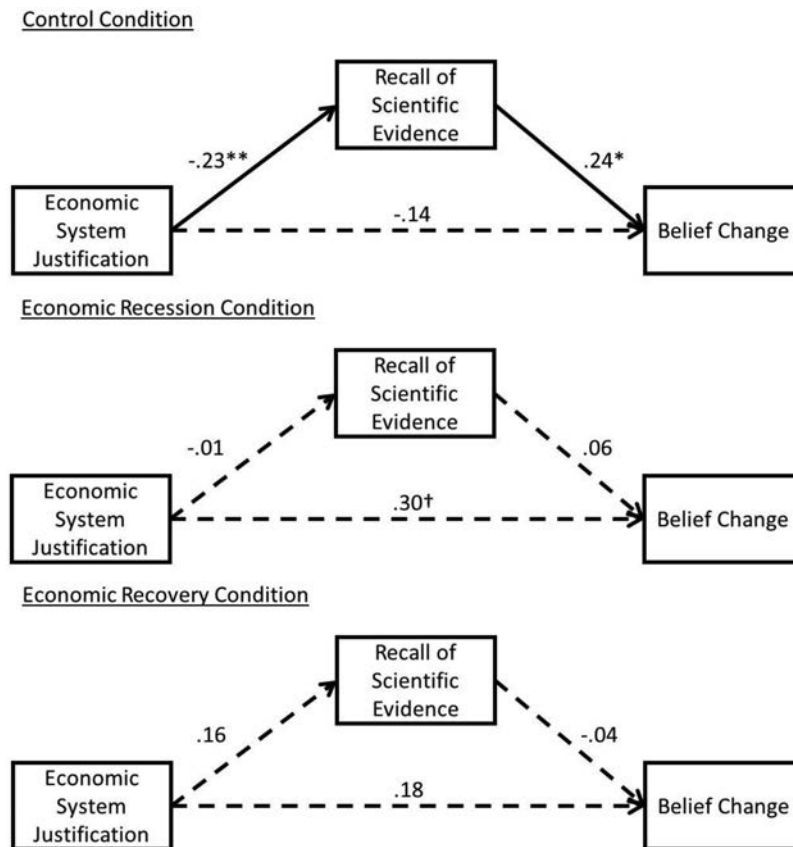 Control Condition
Recall of
Scientific
Evidence
-.23**
.24*
Economic
System
Justification
-.14
Belief Change
Economic Recession Condition
Recall of
Scientific
Evidence
-.01
.06
Economic
System
Justification
.30†
Belief Change
Economic Recovery Condition
Recall of
Scientific
Evidence
.16
-.04
Economic
System
Justification
.18
Belief Change